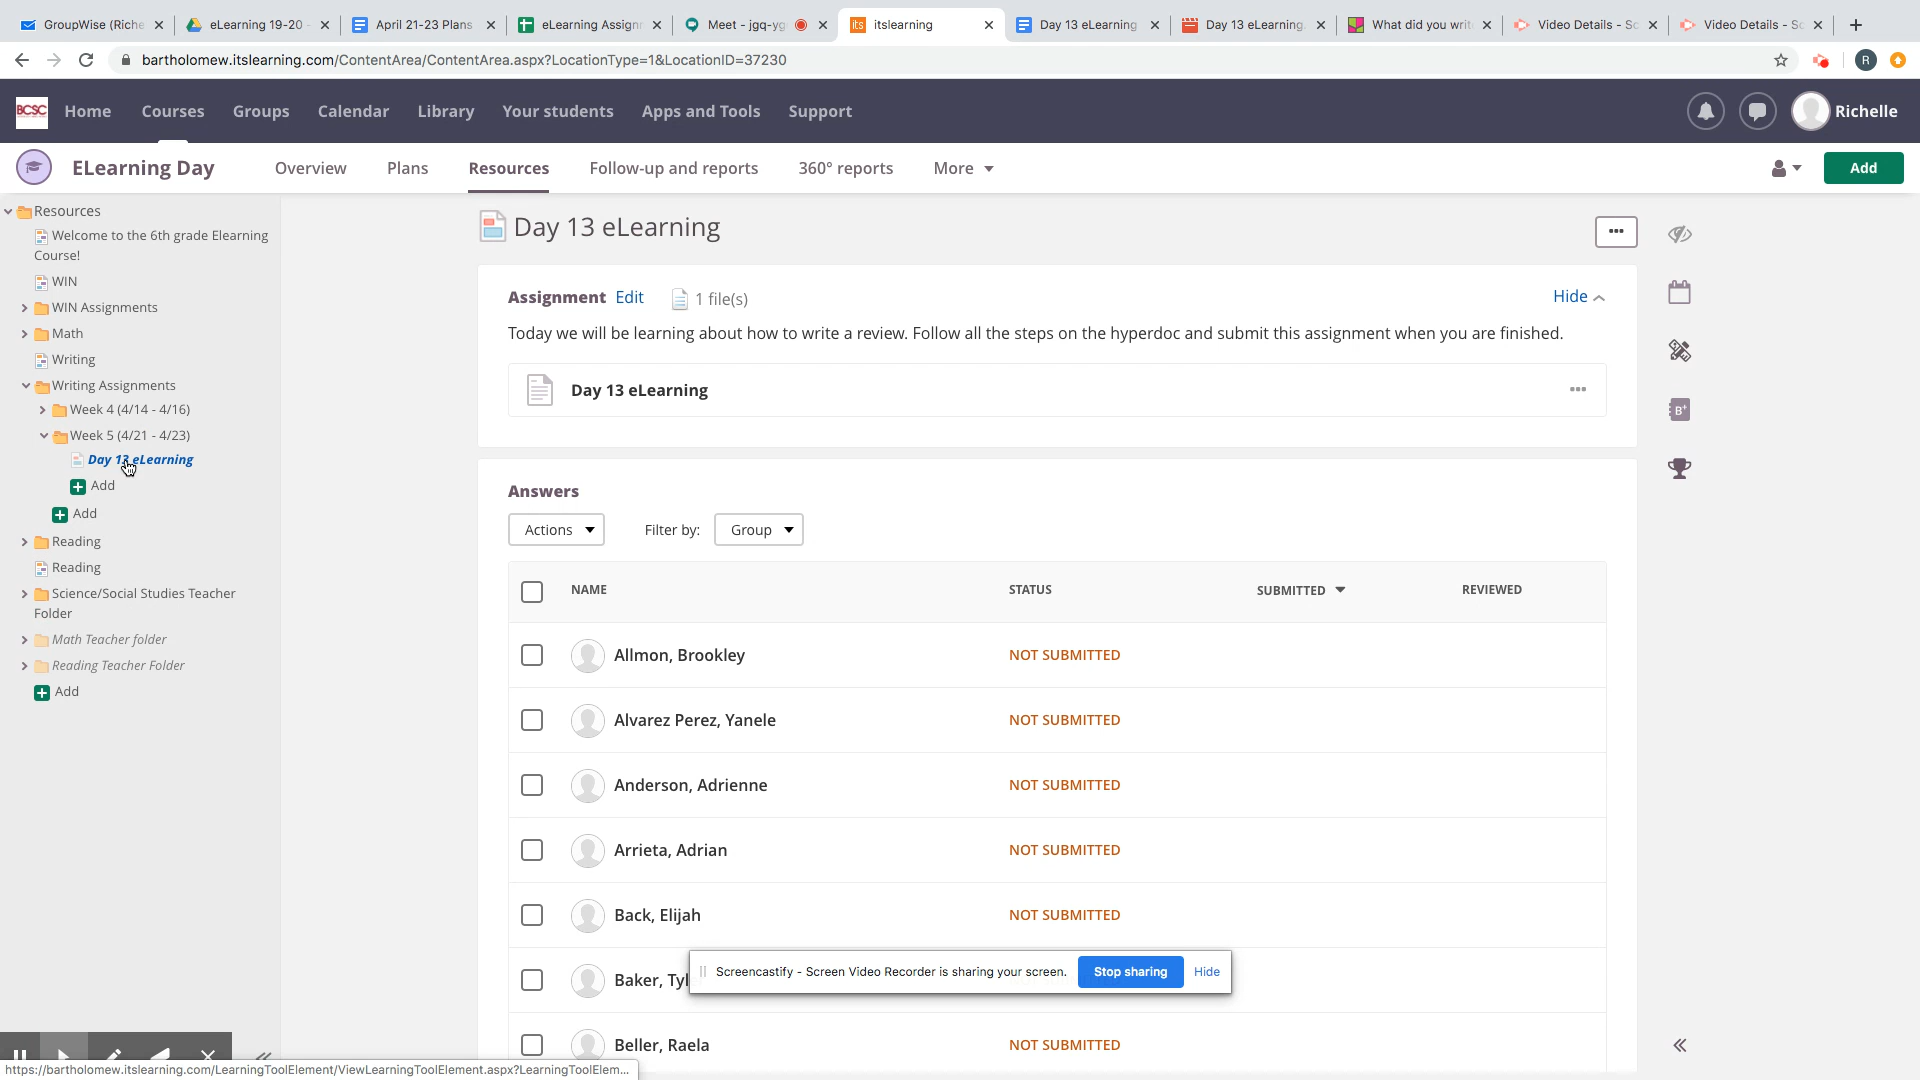 GroupWise (Riche
eLearning 19-20
April 21-23 Plans
eLearning Assignm
Meet - jgq-yg
itslearning
Day 13 eLearning
Day 13 eLearning.
What did you write
Video Details - Sc
Video Details - Sc
bartholomew.itslearning.com/ContentArea/ContentArea.aspx?LocationType=1&LocationID=37230
R
BCSC
Home
Courses
Groups
Calendar
Library
Your students
Apps and Tools
Support
Richelle
ELearning Day
Overview
Plans
Resources
Follow-up and reports
360° reports
More
Add
Resources
Welcome to the 6th grade Elearning
Course!
WIN
WIN Assignments
Math
Writing
Writing Assignments
Week 4 (4/14 - 4/16)
Week 5 (4/21 - 4/23)
Day 13 eLearning
Add
Add
Reading
Reading
Science/Social Studies Teacher
Folder
Math Teacher folder
Reading Teacher Folder
Add
Day 13 eLearning
•••
Assignment Edit 1 file(s)
Hide
Today we will be learning about how to write a review. Follow all the steps on the hyperdoc and submit this assignment when you are finished.
Day 13 eLearning
Answers
Actions
Filter by:
Group
NAME STATUS SUBMITTED REVIEWED
Allmon, Brookley NOT SUBMITTED
Alvarez Perez, Yanele NOT SUBMITTED
Anderson, Adrienne NOT SUBMITTED
Arrieta, Adrian NOT SUBMITTED
Back, Elijah NOT SUBMITTED
Baker, Tyl
Screencastify - Screen Video Recorder is sharing your screen.
Stop sharing
Hide
Beller, Raela NOT SUBMITTED
B+
https://bartholomew.itslearning.com/LearningToolElement/ViewLearningToolElement.aspx?LearningToolElem...